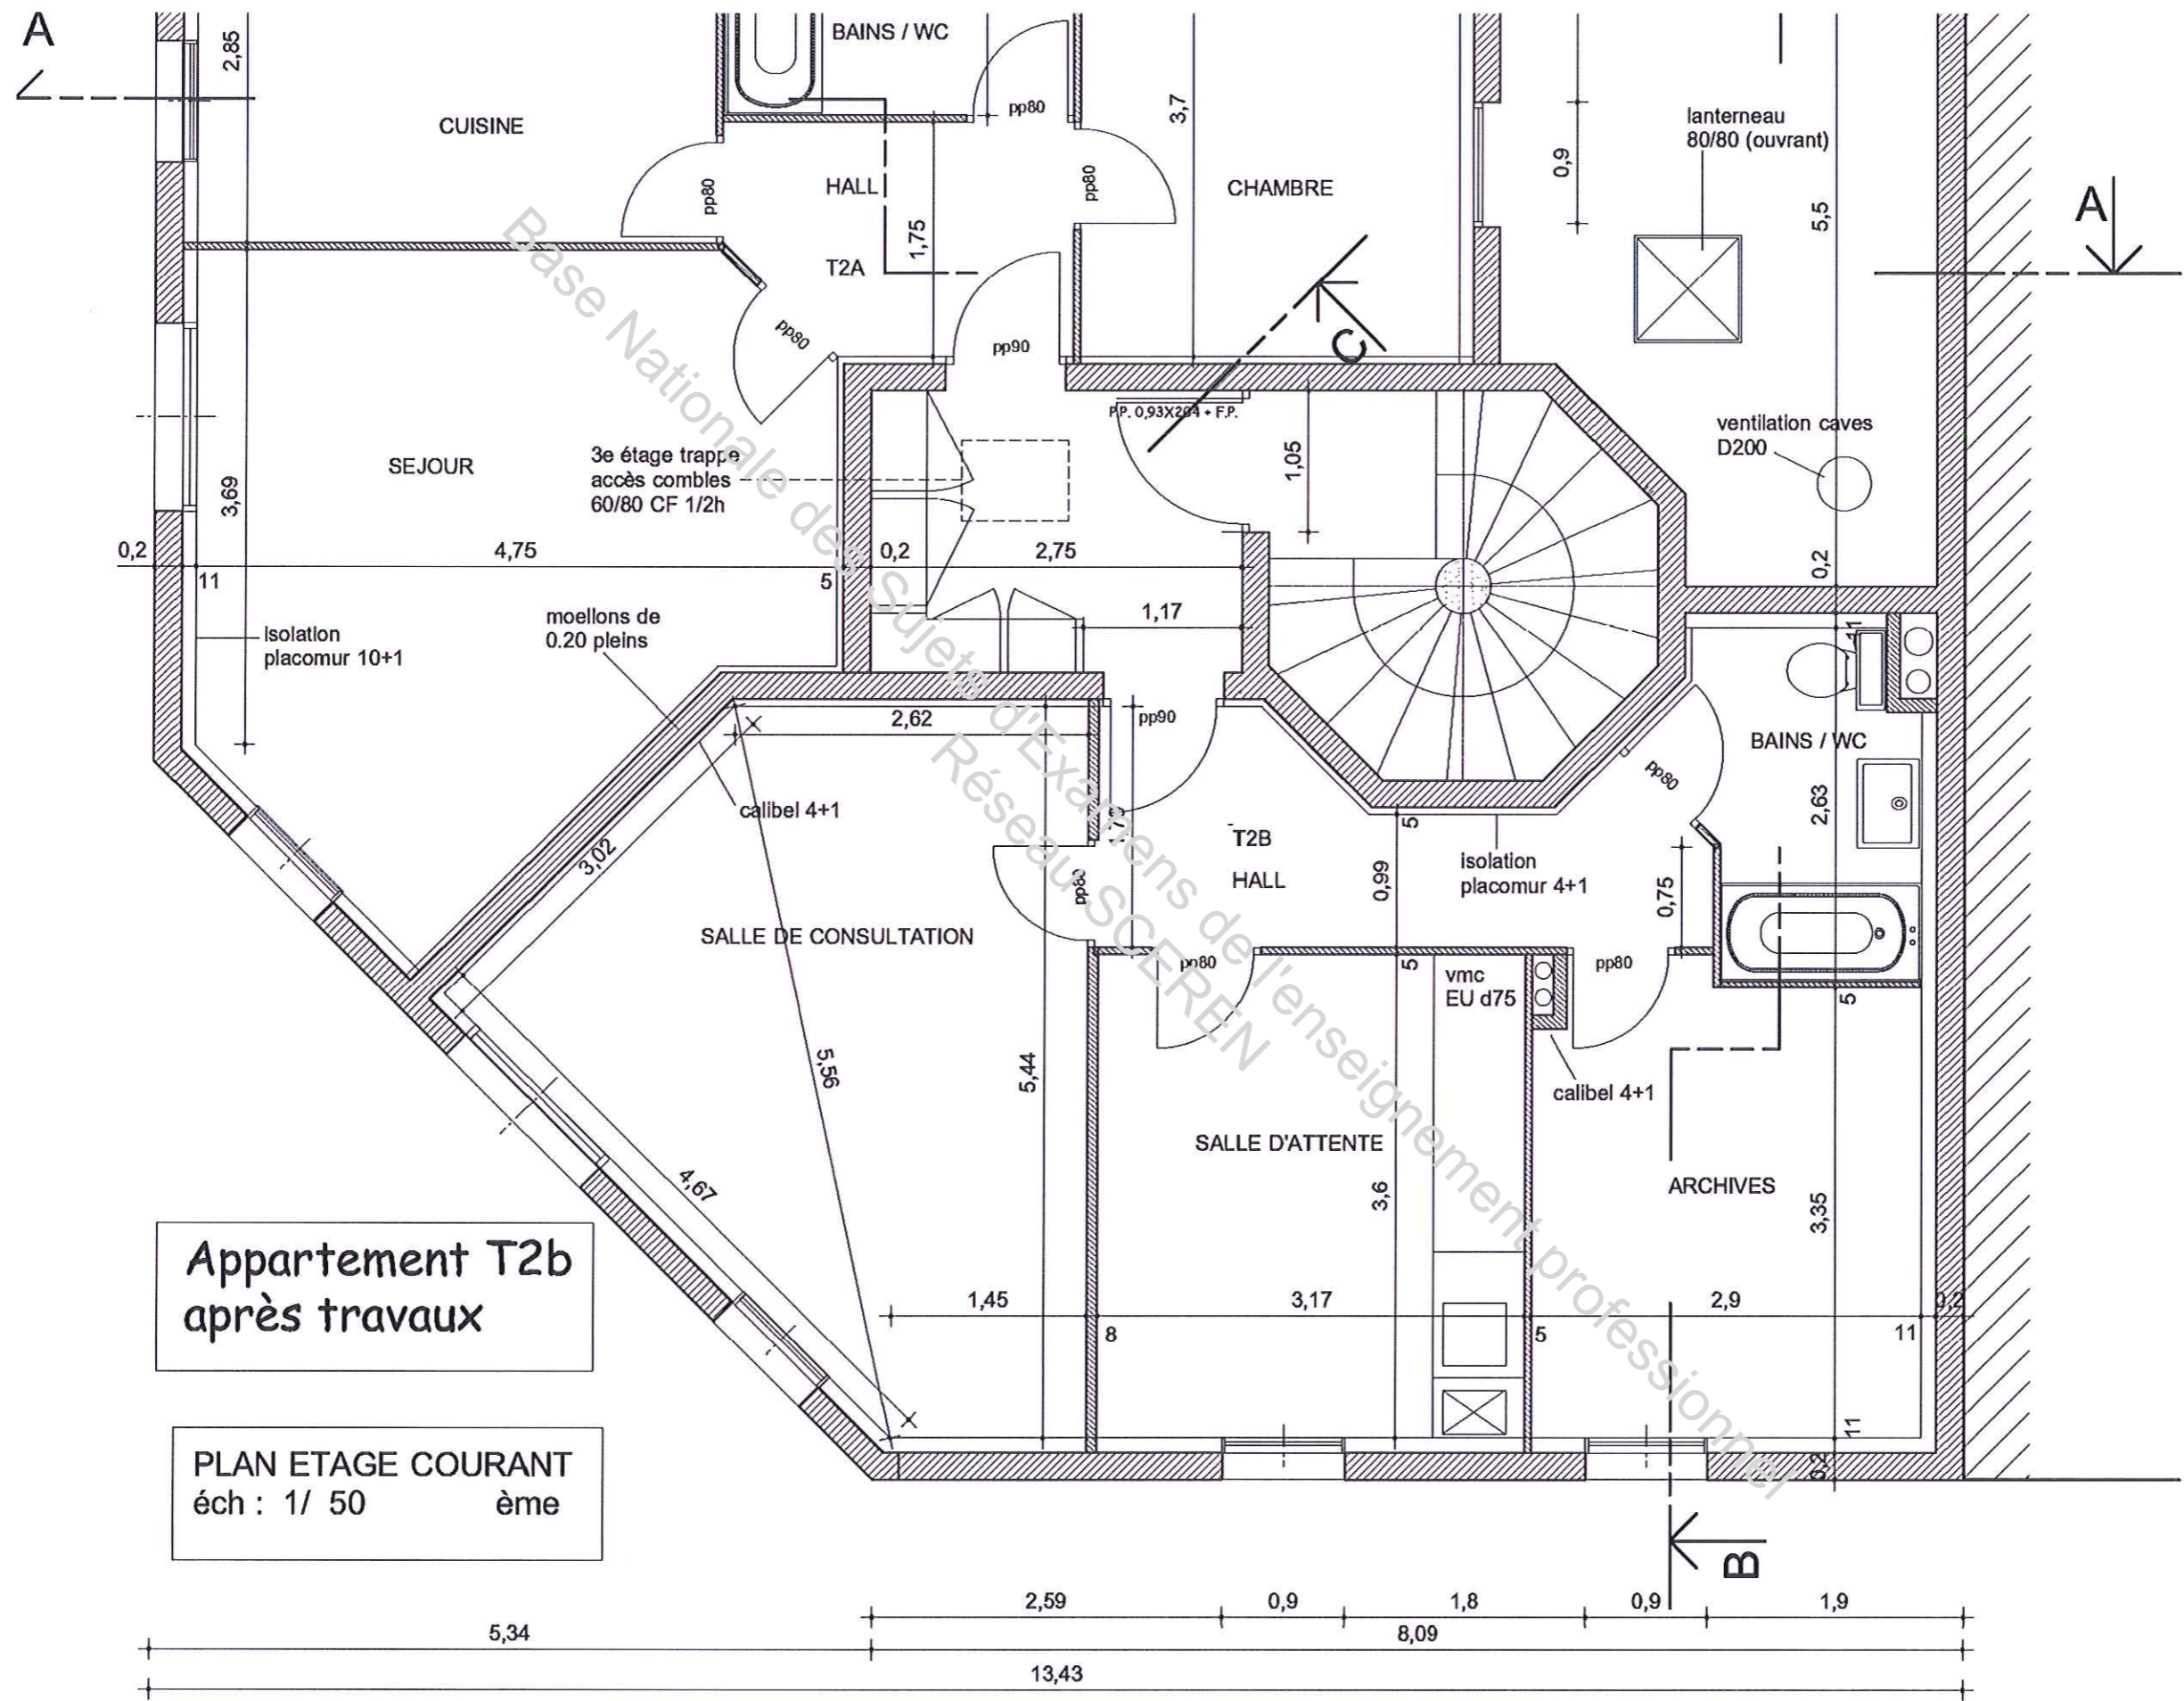 A
2,85
BAINS / WC
pp80
3,7
CUISINE
pp80
HALL
T2A
1,75
pp80
CHAMBRE
0,9
lanterneau
80/80 (ouvrant)
5,5
A
pp80
pp90
C
P.P. 0,93X204 + F.P.
1,05
ventilation caves
D200
SEJOUR
3,69
3e étage trappe
accès combles
60/80 CF 1/2h
0,2
4,75
0,2
2,75
0,2
11
5
1,17
moellons de
0.20 pleins
isolation
placomur 10+1
11
2,62
pp90
BAINS / WC
pp80
calibel 4+1
3,02
5
2,63
T2B
HALL
0,99
isolation
placomur 4+1
0,75
pp80
SALLE DE CONSULTATION
pp80
5
vmc
EU d75
pp80
5
5,56
5,44
calibel 4+1
SALLE D'ATTENTE
4,67
3,6
ARCHIVES
3,35
Appartement T2b
après travaux
1,45
3,17
2,9
0,2
8
5
11
11
0,2
PLAN ETAGE COURANT
éch : 1/ 50 ème
B
2,59
0,9
1,8
0,9
1,9
5,34
8,09
13,43
Base Nationale des Sujets d'Examens de l'enseignement professionnel
Réseau SCEREN